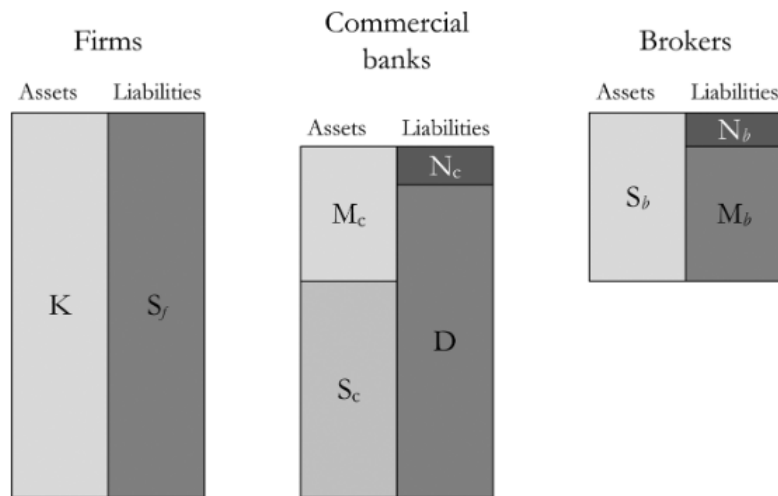 Firms
Assets Liabilities
K
S_f
Commercial
banks
Assets Liabilities
M_c
N_c
S_c
D
Brokers
Assets Liabilities
S_b
N_b
M_b